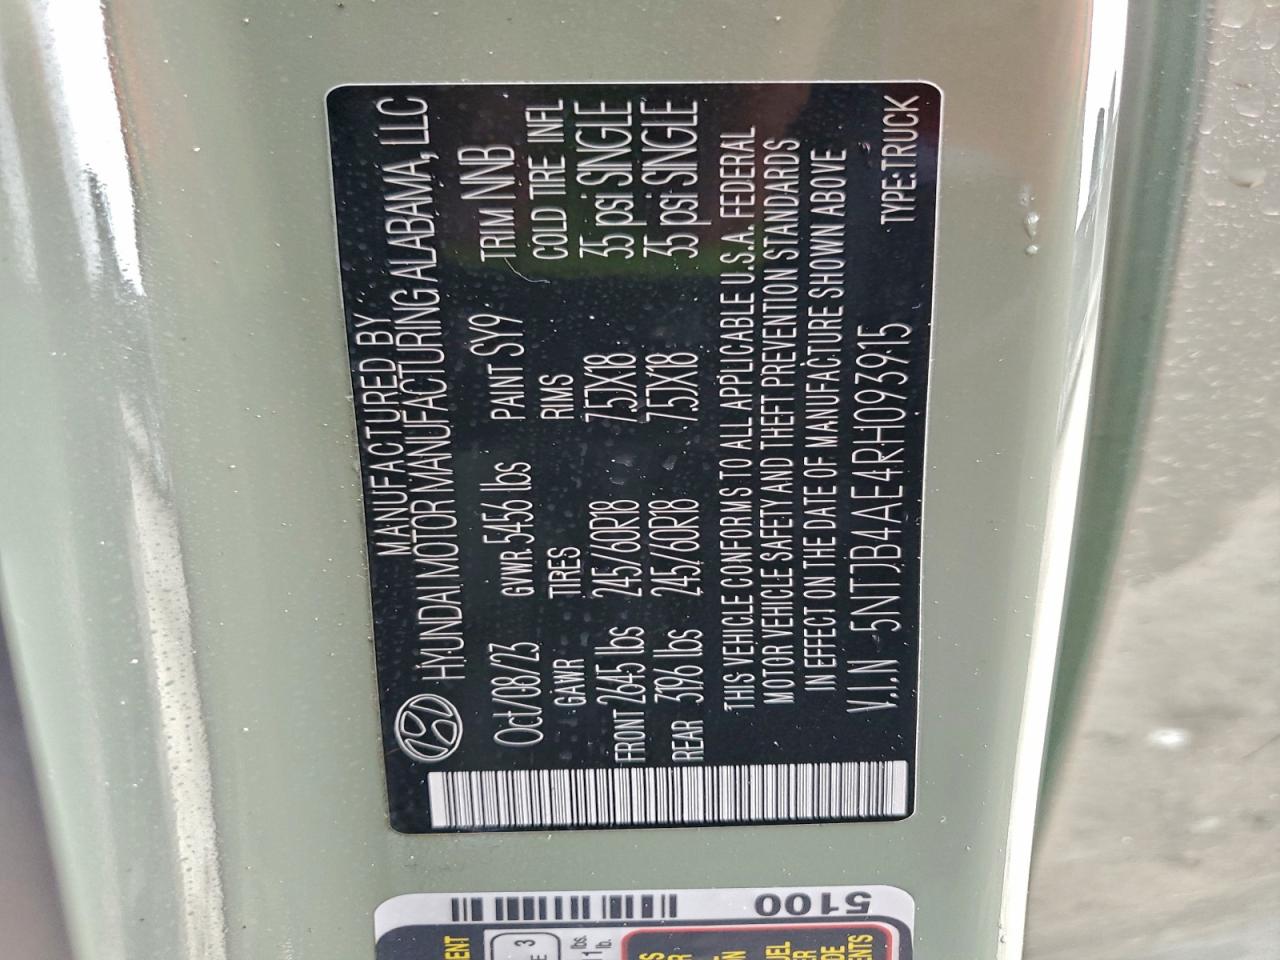 MANUFACTURED BY
HYUNDAI MOTOR MANUFACTURING ALABAMA, LLC
Oct/08/23 GVWR. 5456 lbs PAINT SY9 TRIM NNB
GAWR TIRES RIMS COLD TIRE INFL
FRONT 2645 lbs 245/60R18 7.5JX18 35 psi SINGLE
REAR 3196 lbs 245/60R18 7.5JX18 35 psi SINGLE
THIS VEHICLE CONFORMS TO ALL APPLICABLE U.S.A. FEDERAL
MOTOR VEHICLE SAFETY AND THEFT PREVENTION STANDARDS
IN EFFECT ON THE DATE OF MANUFACTURE SHOWN ABOVE
V.I.N 5NTJB4AE4RH093915 TYPE:TRUCK
5100
3